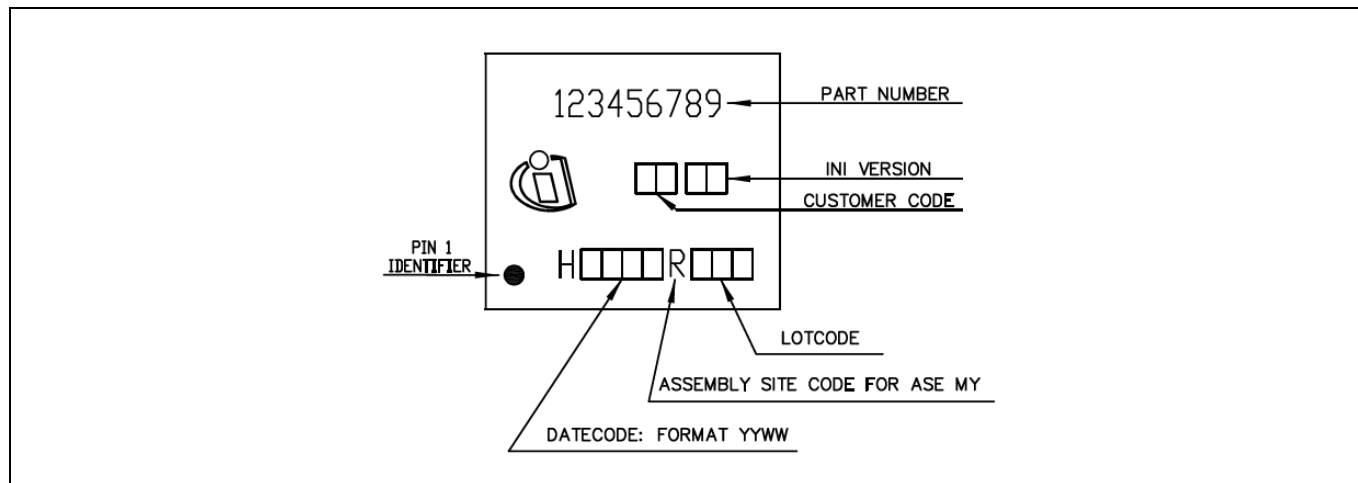 123456789
PART NUMBER
INI VERSION
CUSTOMER CODE
PIN 1
IDENTIFIER
H R
LOTCODE
ASSEMBLY SITE CODE FOR ASE MY
DATECODE: FORMAT YYWW